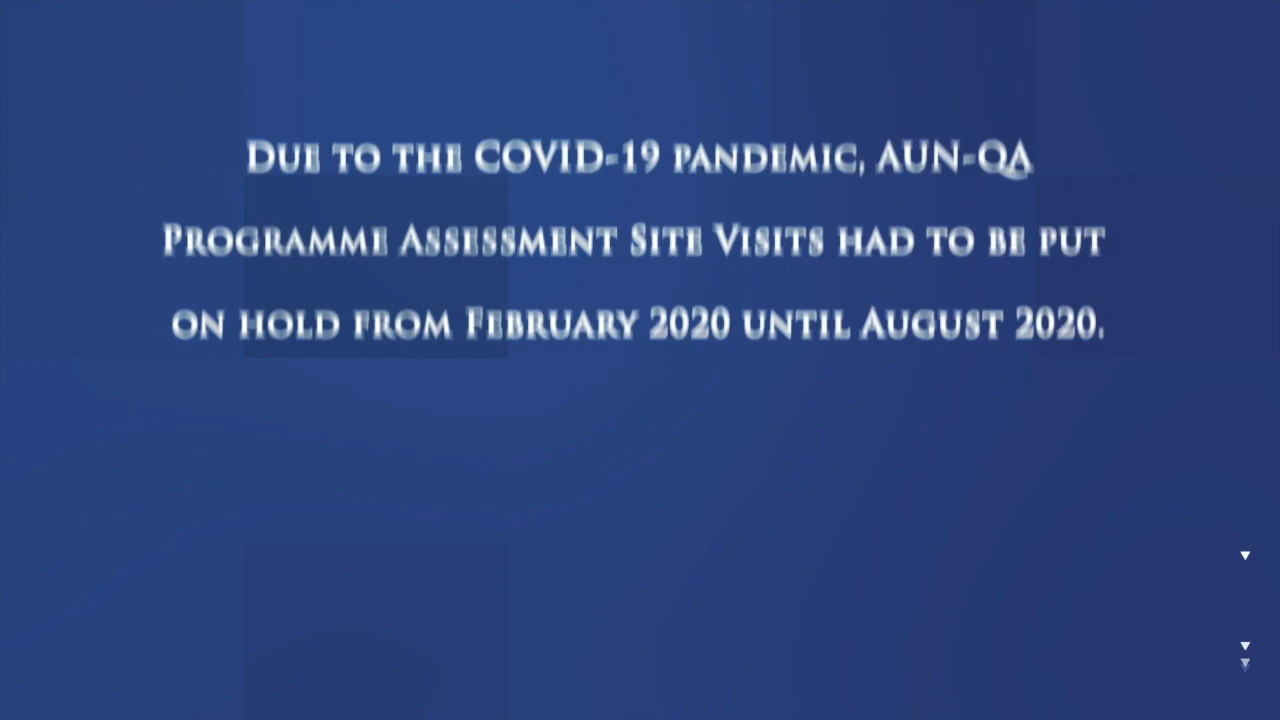 Due to the COVID-19 pandemic, AUN-QA
Programme Assessment Site Visits had to be put
on hold from February 2020 until August 2020.